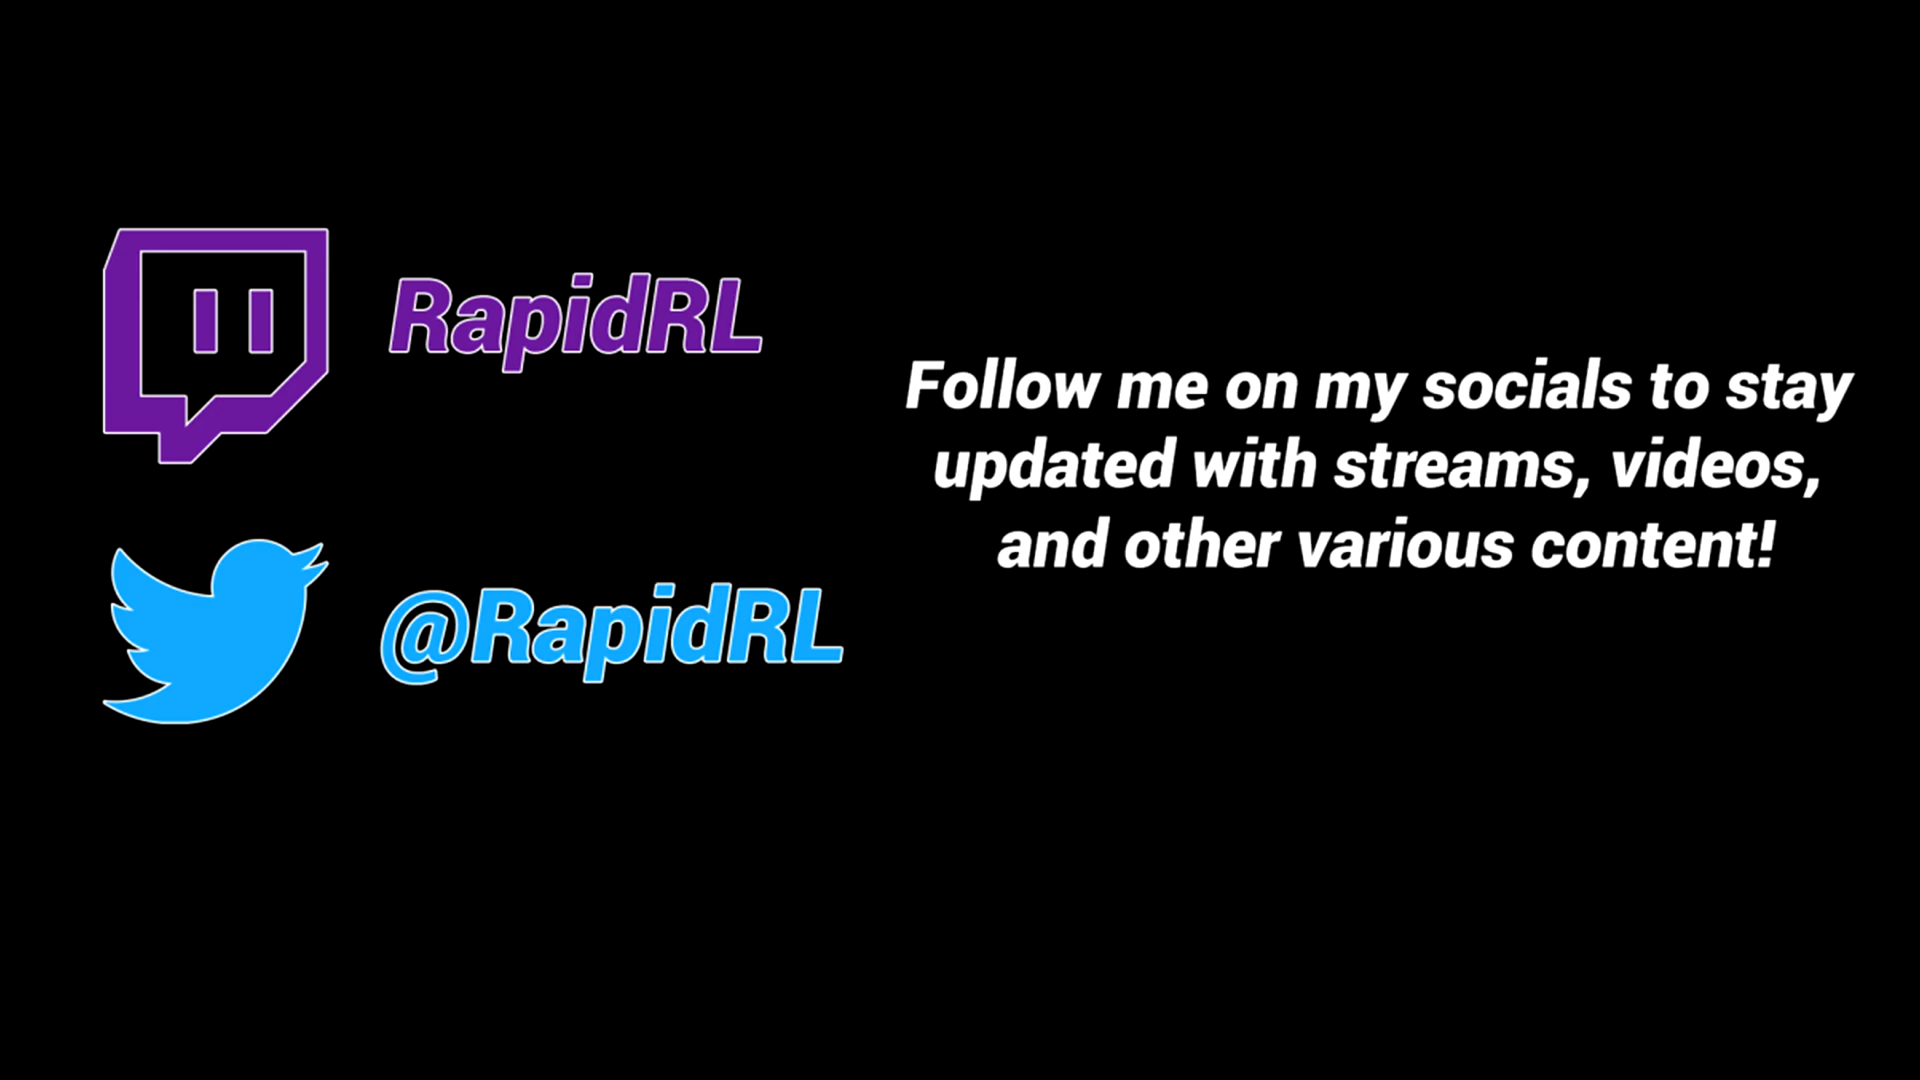 RapidRL
@RapidRL
Follow me on my socials to stay
updated with streams, videos,
and other various content!